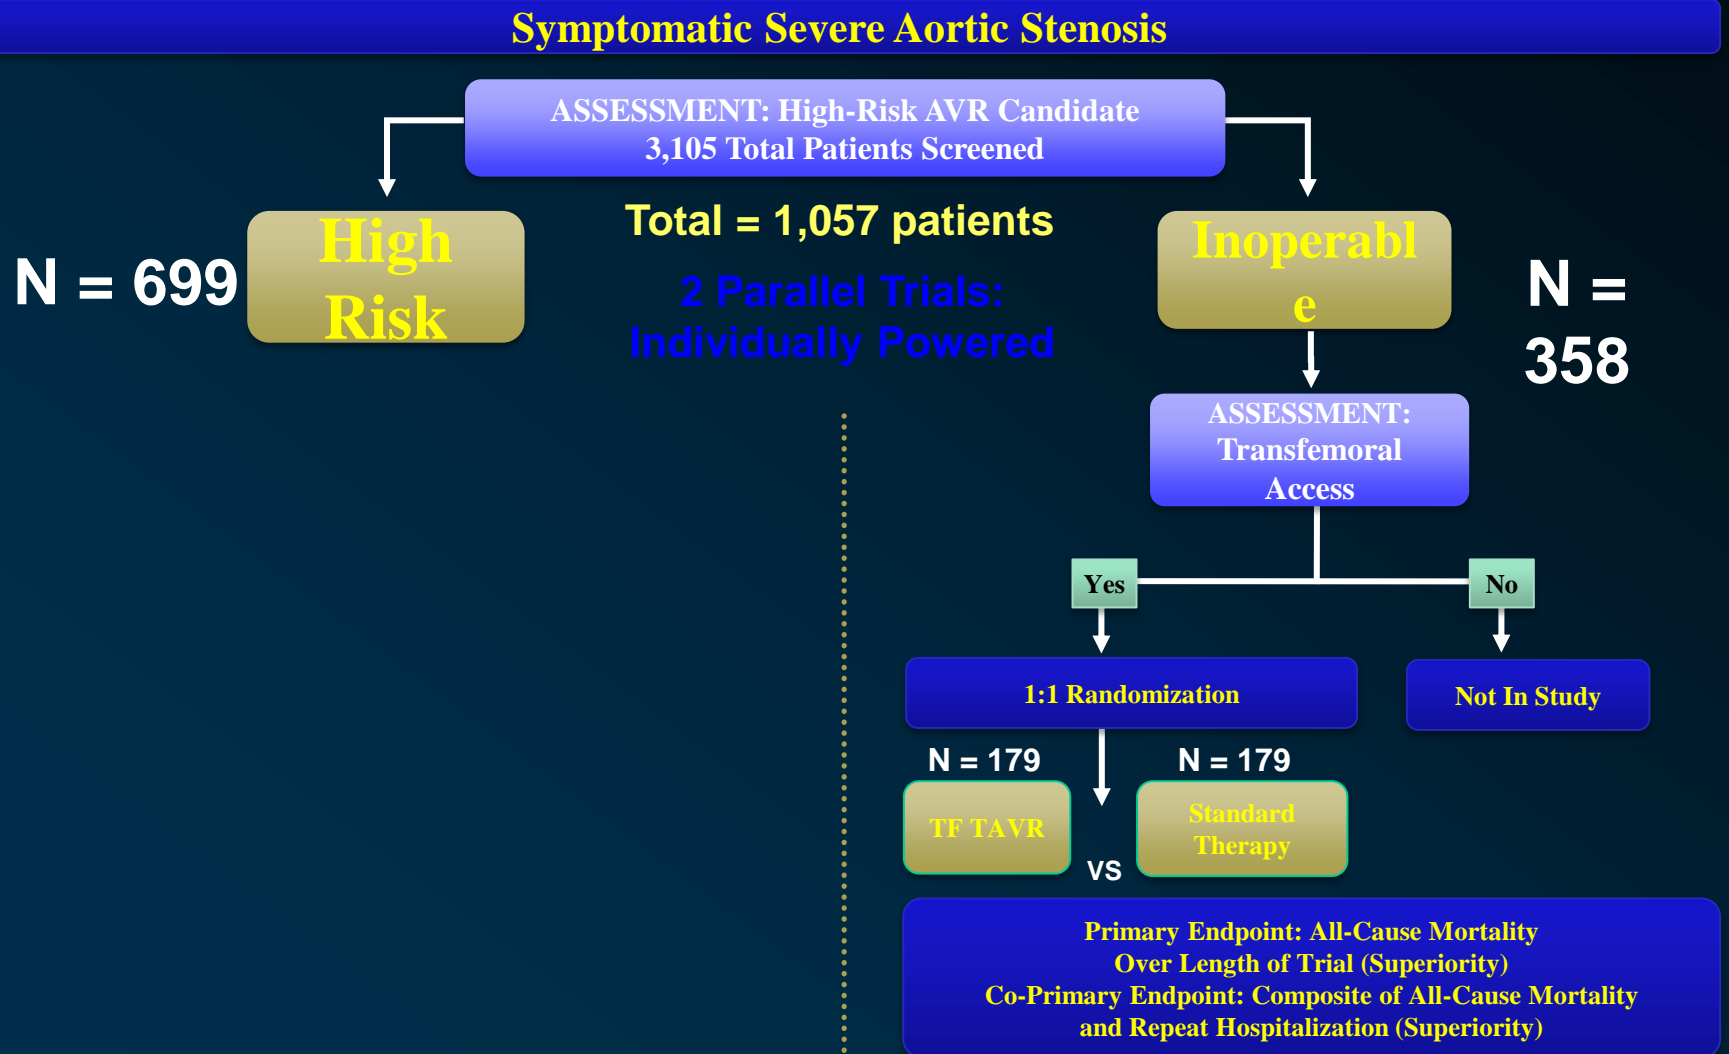 Symptomatic Severe Aortic Stenosis
ASSESSMENT: High-Risk AVR Candidate
3,105 Total Patients Screened
Total = 1,057 patients
2 Parallel Trials:
Individually Powered
N = 699
High
Risk
Inoperabl
e
N =
358
ASSESSMENT:
Transfemoral
Access
Yes
No
1:1 Randomization
Not In Study
N = 179
N = 179
TF TAVR
VS
Standard
Therapy
Primary Endpoint: All-Cause Mortality
Over Length of Trial (Superiority)
Co-Primary Endpoint: Composite of All-Cause Mortality
and Repeat Hospitalization (Superiority)